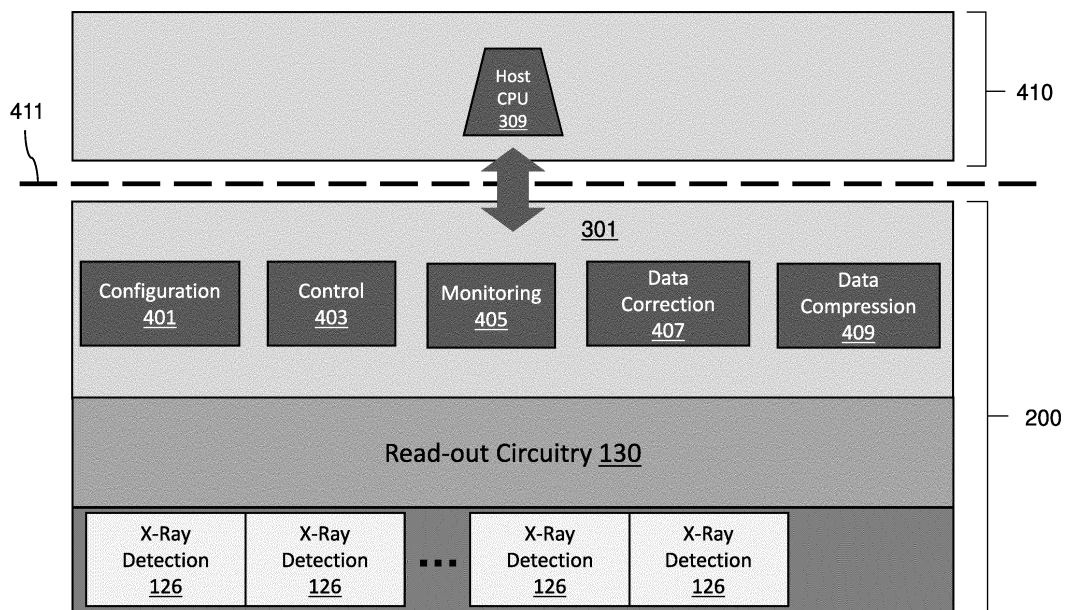 Host
CPU
309
410
411
301
Configuration
401
Control
403
Monitoring
405
Data
Correction
407
Data
Compression
409
200
Read-out Circuitry 130
X-Ray
Detection
126
X-Ray
Detection
126
...
X-Ray
Detection
126
X-Ray
Detection
126